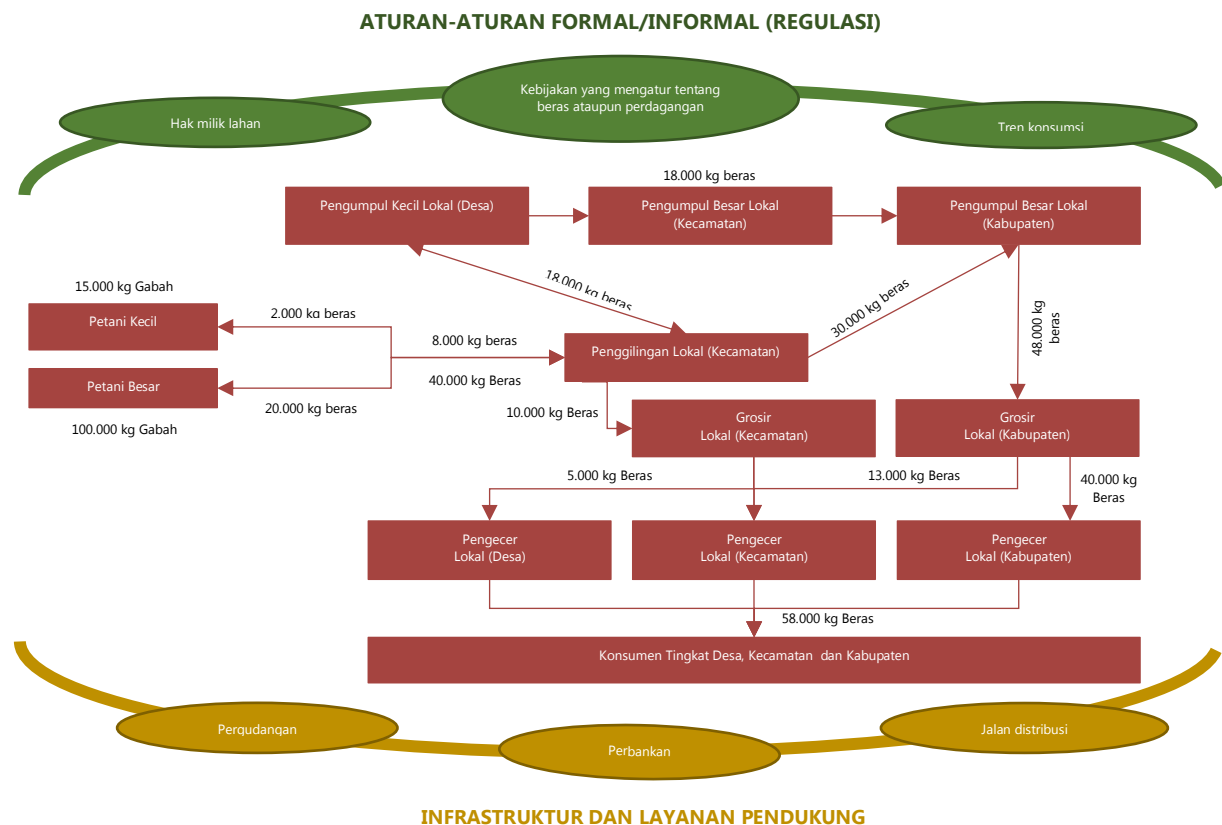 ATURAN-ATURAN FORMAL/INFORMAL (REGULASI)
Kebijakan yang mengatur tentang
beras ataupun perdagangan
Hak milik lahan
Tren konsumsi
18.000 kg beras
Pengumpul Kecil Lokal (Desa)
Pengumpul Besar Lokal
(Kecamatan)
Pengumpul Besar Lokal
(Kabupaten)
18.000 kg beras
15.000 kg Gabah
Petani Kecil
2.000 kg beras
30.000 kg beras
48.000 kg
beras
8.000 kg beras
Penggilingan Lokal (Kecamatan)
Petani Besar
40.000 kg Beras
20.000 kg beras
100.000 kg Gabah
10.000 kg Beras
Grosir
Lokal (Kecamatan)
Grosir
Lokal (Kabupaten)
5.000 kg Beras
13.000 kg Beras
40.000 kg
Beras
Pengecer
Lokal (Desa)
Pengecer
Lokal (Kecamatan)
Pengecer
Lokal (Kabupaten)
58.000 kg Beras
Konsumen Tingkat Desa, Kecamatan  dan Kabupaten
Pergudangan
Perbankan
Jalan distribusi
INFRASTRUKTUR DAN LAYANAN PENDUKUNG